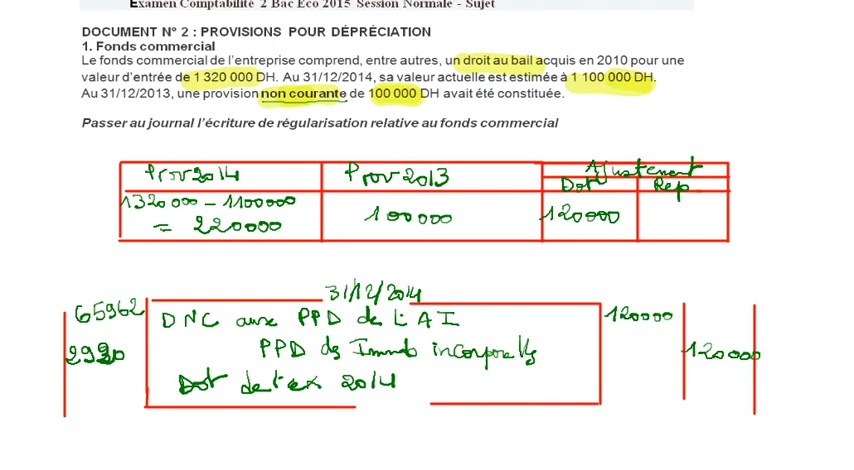 Examen Comptabilité 2 Bac Eco 2015 Session Normale - Sujet
DOCUMENT N° 2 : PROVISIONS POUR DÉPRÉCIATION
1. Fonds commercial
Le fonds commercial de l'entreprise comprend, entre autres, un droit au bail acquis en 2010 pour une
valeur d'entrée de 1 320 000 DH. Au 31/12/2014, sa valeur actuelle est estimée à 1 100 000 DH.
Au 31/12/2013, une provision non courante de 100 000 DH avait été constituée.
Passer au journal l'écriture de régularisation relative au fonds commercial
Prov 2014 Prov 2013 Ajustement
Dot Rep
1320 000 - 1100000 100000 120000
= 220000
31/12/2014
65962 DNC aux PPD de l'AI 120000
2920 PPD des Immob incorporelles 120000
Dot de l'ex 2014